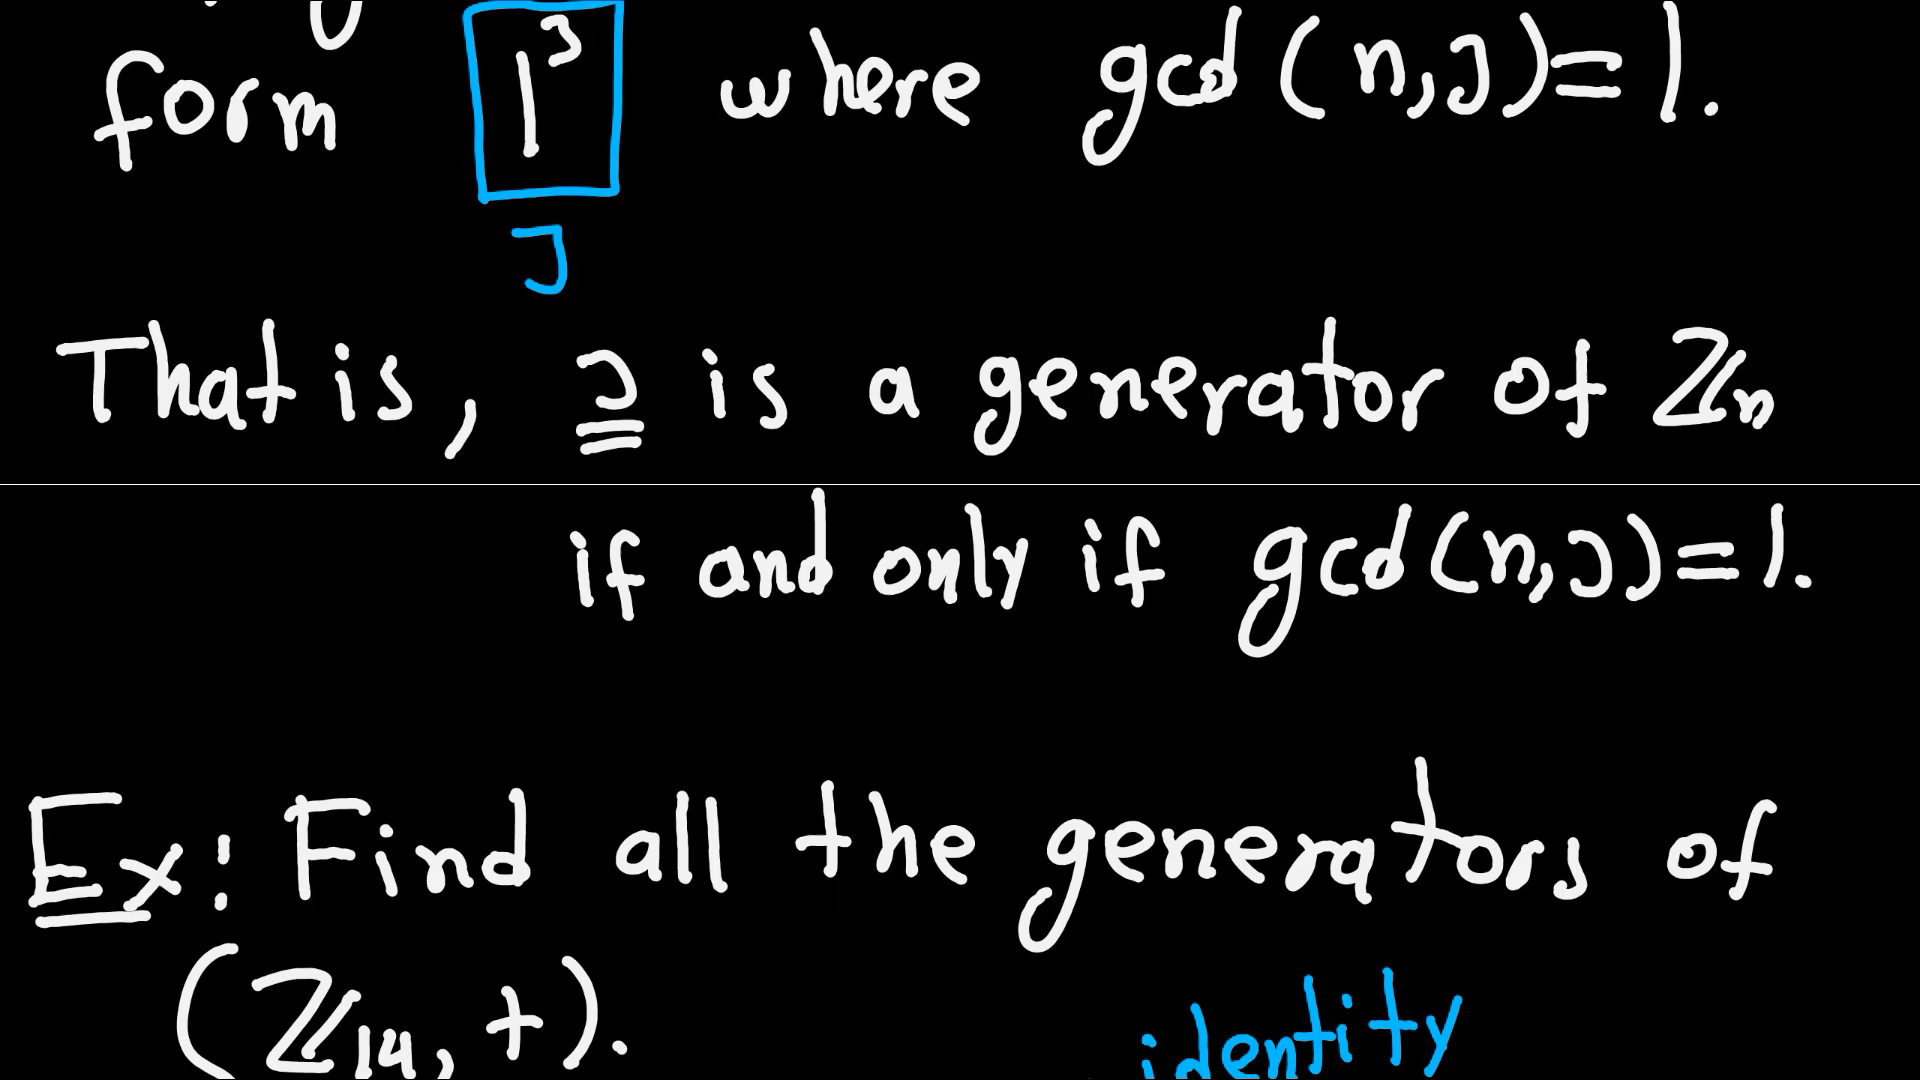 form 1^j where gcd(n,j)=1.
j
That is, j is a generator of ℤn
if and only if gcd(n,j)=1.
Ex: Find all the generators of
(ℤ14, +). identity